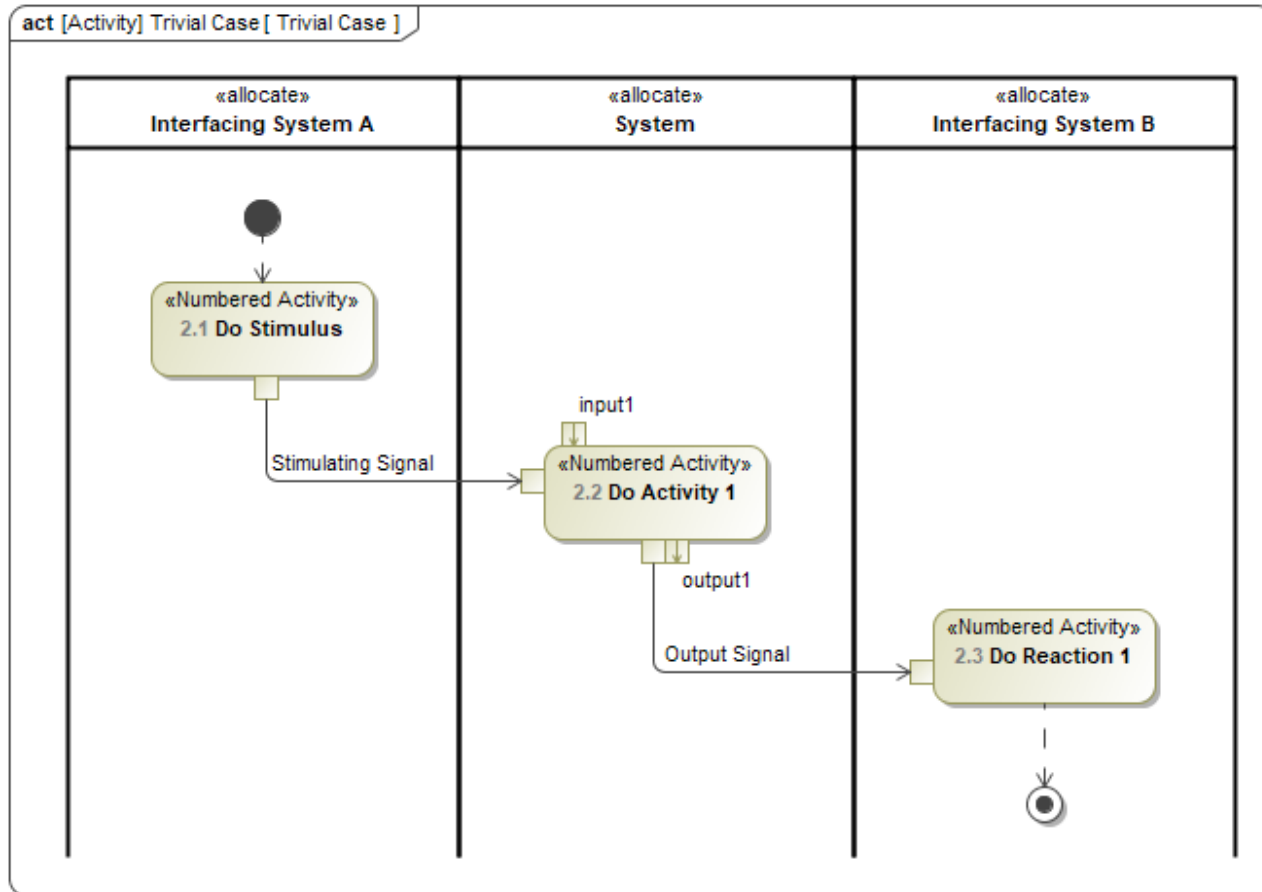 act [Activity] Trivial Case [ Trivial Case ]
«allocate»
Interfacing System A
«allocate»
System
«allocate»
Interfacing System B
«Numbered Activity»
2.1 Do Stimulus
Stimulating Signal
input1
«Numbered Activity»
2.2 Do Activity 1
output1
Output Signal
«Numbered Activity»
2.3 Do Reaction 1